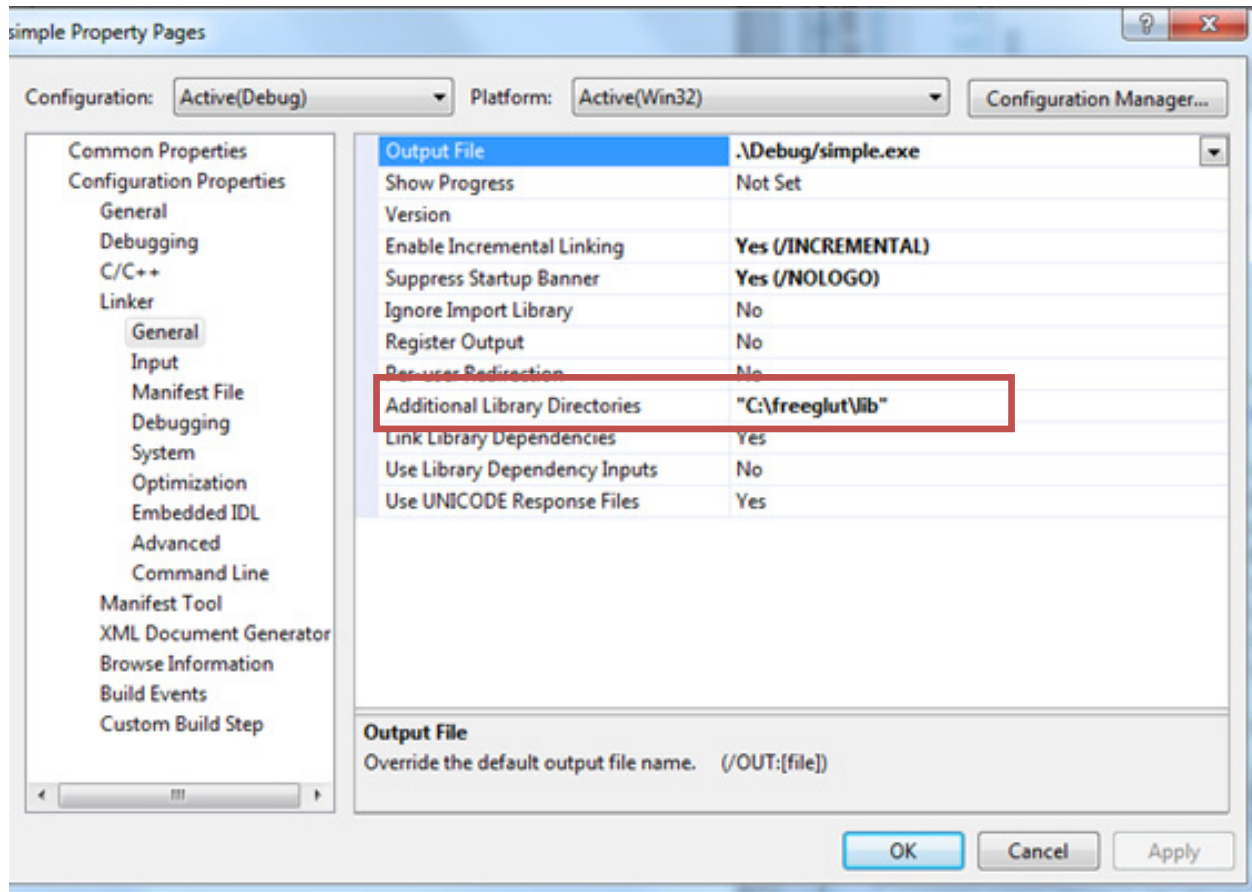 simple Property Pages
Configuration: Active(Debug) Platform: Active(Win32) Configuration Manager...
Common Properties
Configuration Properties
General
Debugging
C/C++
Linker
General
Input
Manifest File
Debugging
System
Optimization
Embedded IDL
Advanced
Command Line
Manifest Tool
XML Document Generator
Browse Information
Build Events
Custom Build Step
Output File .\Debug/simple.exe
Show Progress Not Set
Version
Enable Incremental Linking Yes (/INCREMENTAL)
Suppress Startup Banner Yes (/NOLOGO)
Ignore Import Library No
Register Output No
Per-user Redirection No
Additional Library Directories "C:\freeglut\lib"
Link Library Dependencies Yes
Use Library Dependency Inputs No
Use UNICODE Response Files Yes
Output File
Override the default output file name. (/OUT:[file])
OK Cancel Apply